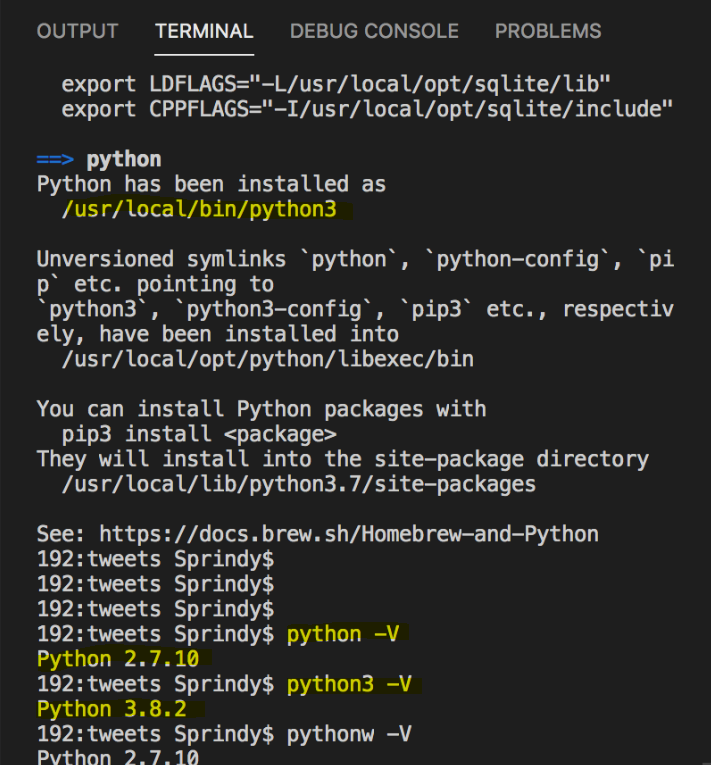 OUTPUT TERMINAL DEBUG CONSOLE PROBLEMS
export LDFLAGS="-L/usr/local/opt/sqlite/lib"
export CPPFLAGS="-I/usr/local/opt/sqlite/include"
==> python
Python has been installed as
/usr/local/bin/python3
Unversioned symlinks `python`, `python-config`, `pi
p` etc. pointing to
`python3`, `python3-config`, `pip3` etc., respectiv
ely, have been installed into
/usr/local/opt/python/libexec/bin
You can install Python packages with
pip3 install <package>
They will install into the site-package directory
/usr/local/lib/python3.7/site-packages
See: https://docs.brew.sh/Homebrew-and-Python
192:tweets Sprindy$
192:tweets Sprindy$
192:tweets Sprindy$
192:tweets Sprindy$ python -V
Python 2.7.10
192:tweets Sprindy$ python3 -V
Python 3.8.2
192:tweets Sprindy$ pythonw -V
Python 2.7.10